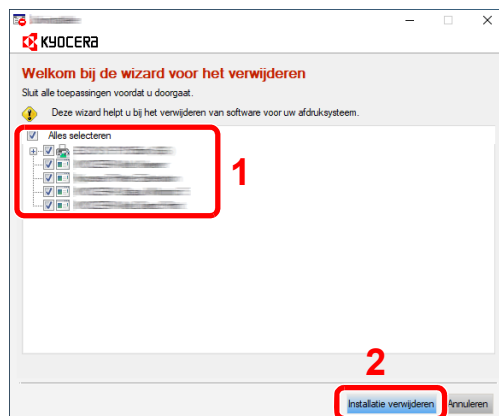 KYOCERA
Welkom bij de wizard voor het verwijderen
Sluit alle toepassingen voordat u doorgaat.
Deze wizard helpt u bij het verwijderen van software voor uw afdruksysteem.
Alles selecteren
1
2
Installatie verwijderen
Annuleren